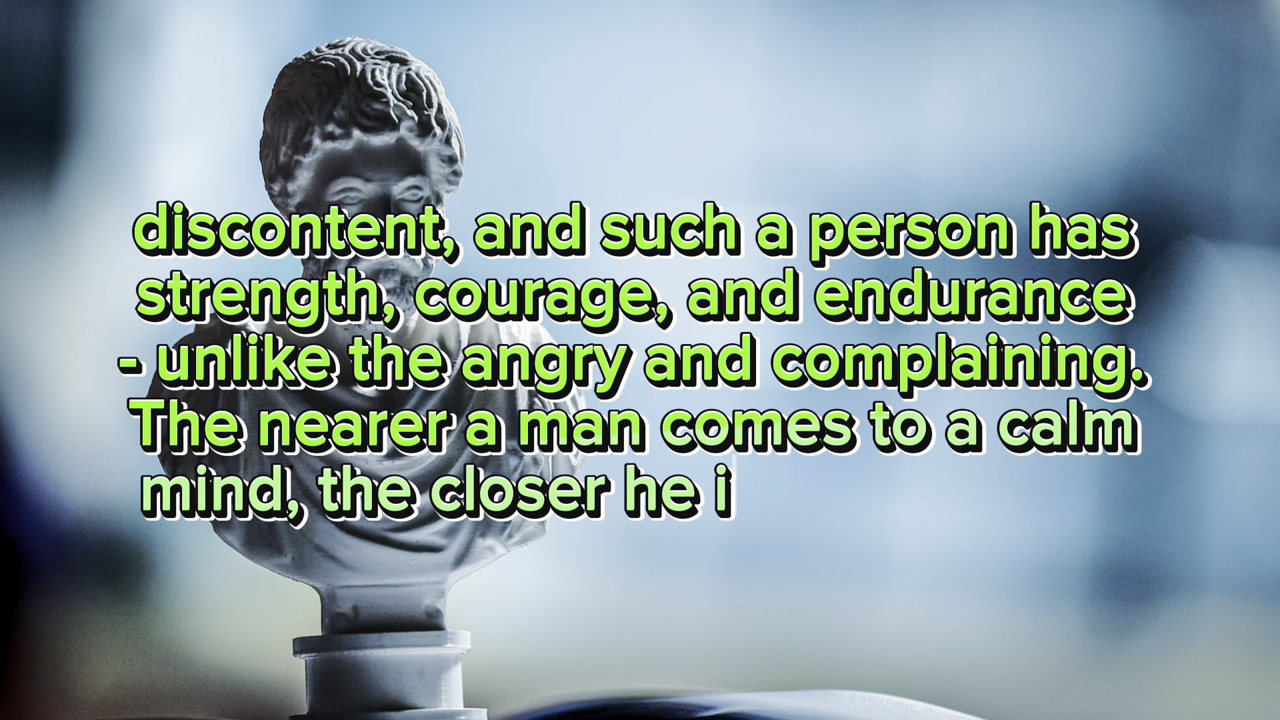 discontent, and such a person has
strength, courage, and endurance
- unlike the angry and complaining.
The nearer a man comes to a calm
mind, the closer he i